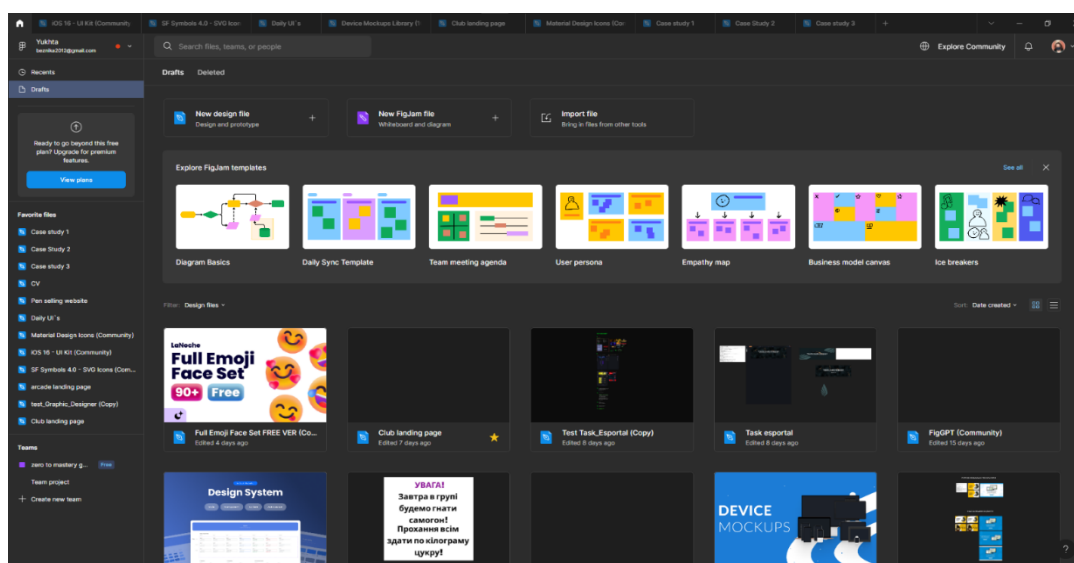 iOS 16 - UI Kit (Community)
SF Symbols 4.0 - SVG Icon
Daily UI`s
Device Mockups Library (
Club landing page
Material Design Icons (Co
Case study 1
Case Study 2
Case study 3
Yukhta
Search files, teams, or people
Explore Community
Recents
Drafts
Drafts
Deleted
Ready to go beyond this free
plan? Upgrade for premium
features.
View plans
New design file
Design and prototype
New FigJam file
Whiteboard and diagram
Import file
Bring in files from other tools
Explore FigJam templates
See all
Diagram Basics
Daily Sync Template
Team meeting agenda
User persona
Empathy map
Business model canvas
Ice breakers
Favorite files
Case study 1
Case Study 2
Case study 3
CV
Pen selling website
Daily UI`s
Material Design Icons (Community)
iOS 16 - UI Kit (Community)
SF Symbols 4.0 - SVG Icons (Com...
arcade landing page
test_Graphic_Designer (Copy)
Club landing page
Teams
zero to mastery g...
Free
Team project
Create new team
Filter: Design files
Sort: Date created
LaNoche
Full Emoji
Face Set
90+ Free
Full Emoji Face Set FREE VER (Co...
Edited 4 days ago
Club landing page
Edited 7 days ago
Test Task_Esportal (Copy)
Edited 8 days ago
Task esportal
Edited 8 days ago
FigGPT (Community)
Edited 15 days ago
Design System
УВАГА!
Завтра в групі
будемо гнати
самогон!
Прохання всім
здати по кілограму
цукру!
DEVICE
MOCKUPS
?